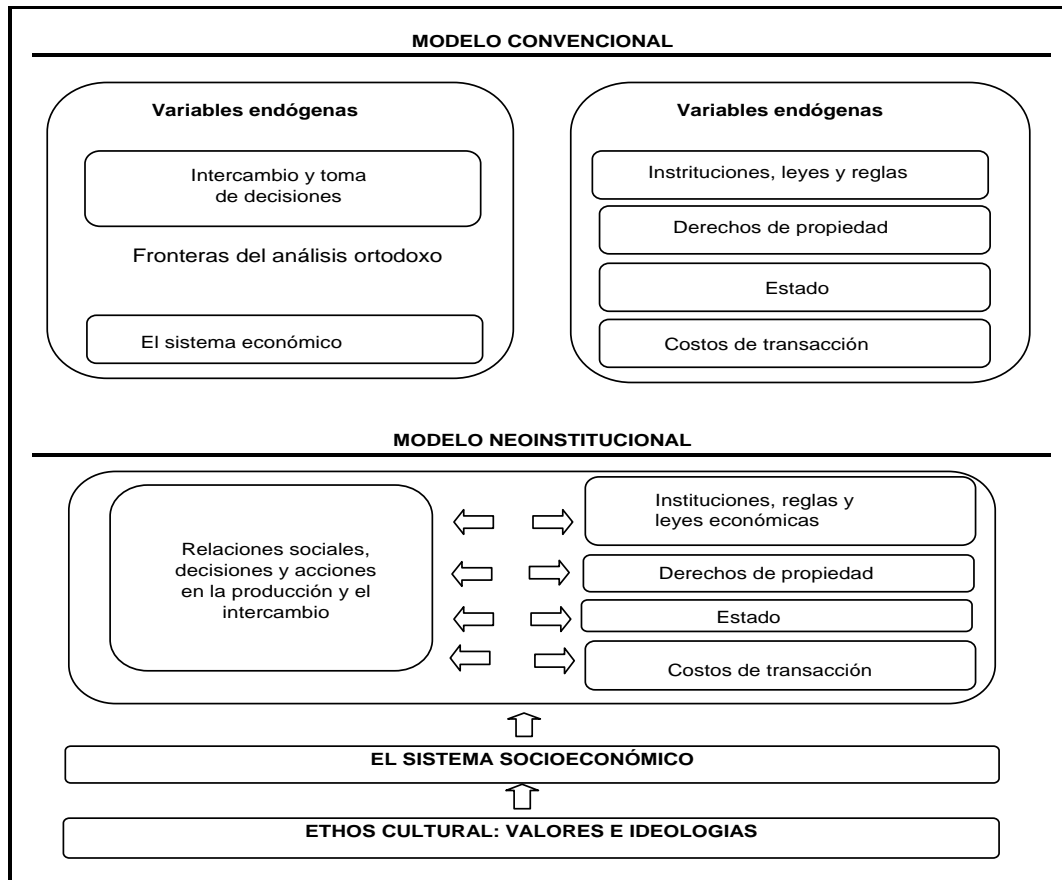 MODELO CONVENCIONAL
Variables endógenas
Intercambio y toma
de decisiones
Fronteras del análisis ortodoxo
El sistema económico
Variables endógenas
Instrituciones, leyes y reglas
Derechos de propiedad
Estado
Costos de transacción
MODELO NEOINSTITUCIONAL
Relaciones sociales,
decisiones y acciones
en la producción y el
intercambio
Instituciones, reglas y
leyes económicas
Derechos de propiedad
Estado
Costos de transacción
EL SISTEMA SOCIOECONÓMICO
ETHOS CULTURAL: VALORES E IDEOLOGIAS